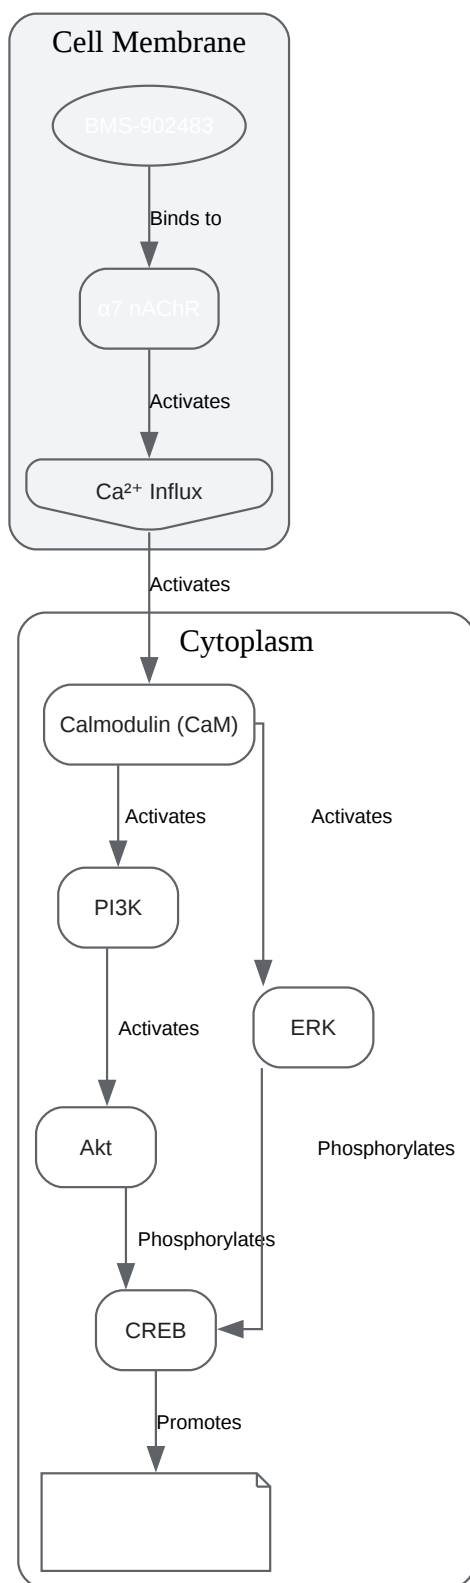 Cell Membrane
BMS-902483
Binds to
α7 nAChR
Activates
Ca²⁺ Influx
Activates
Cytoplasm
Calmodulin (CaM)
Activates
Activates
PI3K
Activates
ERK
Akt
Phosphorylates
Phosphorylates
CREB
Promotes